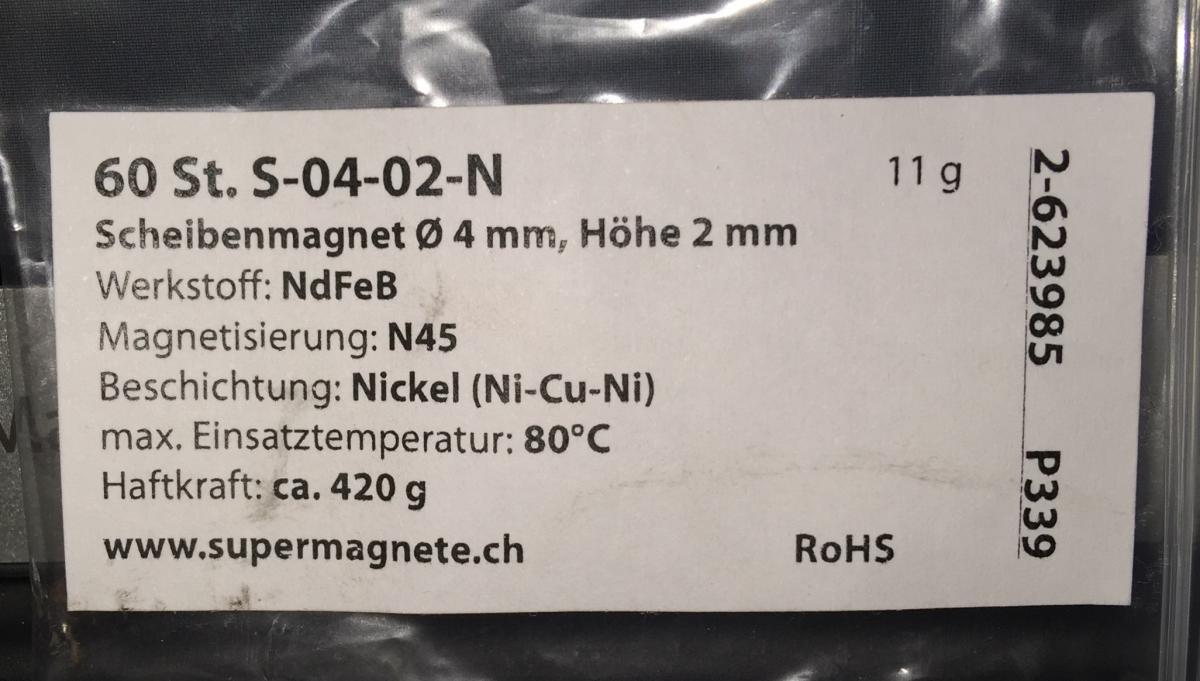 60 St. S-04-02-N
11 g
Scheibenmagnet Ø 4 mm, Höhe 2 mm
Werkstoff: NdFeB
Magnetisierung: N45
Beschichtung: Nickel (Ni-Cu-Ni)
max. Einsatztemperatur: 80°C
Haftkraft: ca. 420 g
www.supermagnete.ch
RoHS
2-623985 P339